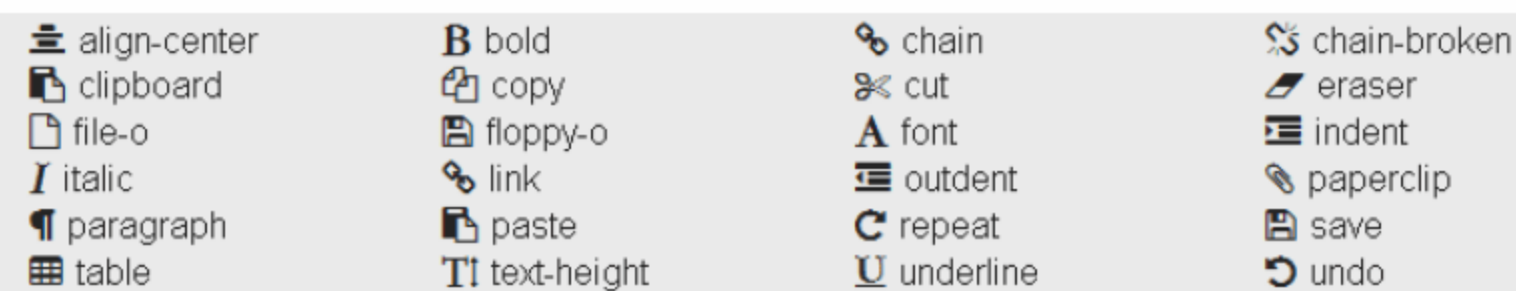 align-center bold chain chain-broken
clipboard copy cut eraser
file-o floppy-o font indent
italic link outdent paperclip
paragraph paste repeat save
table text-height underline undo